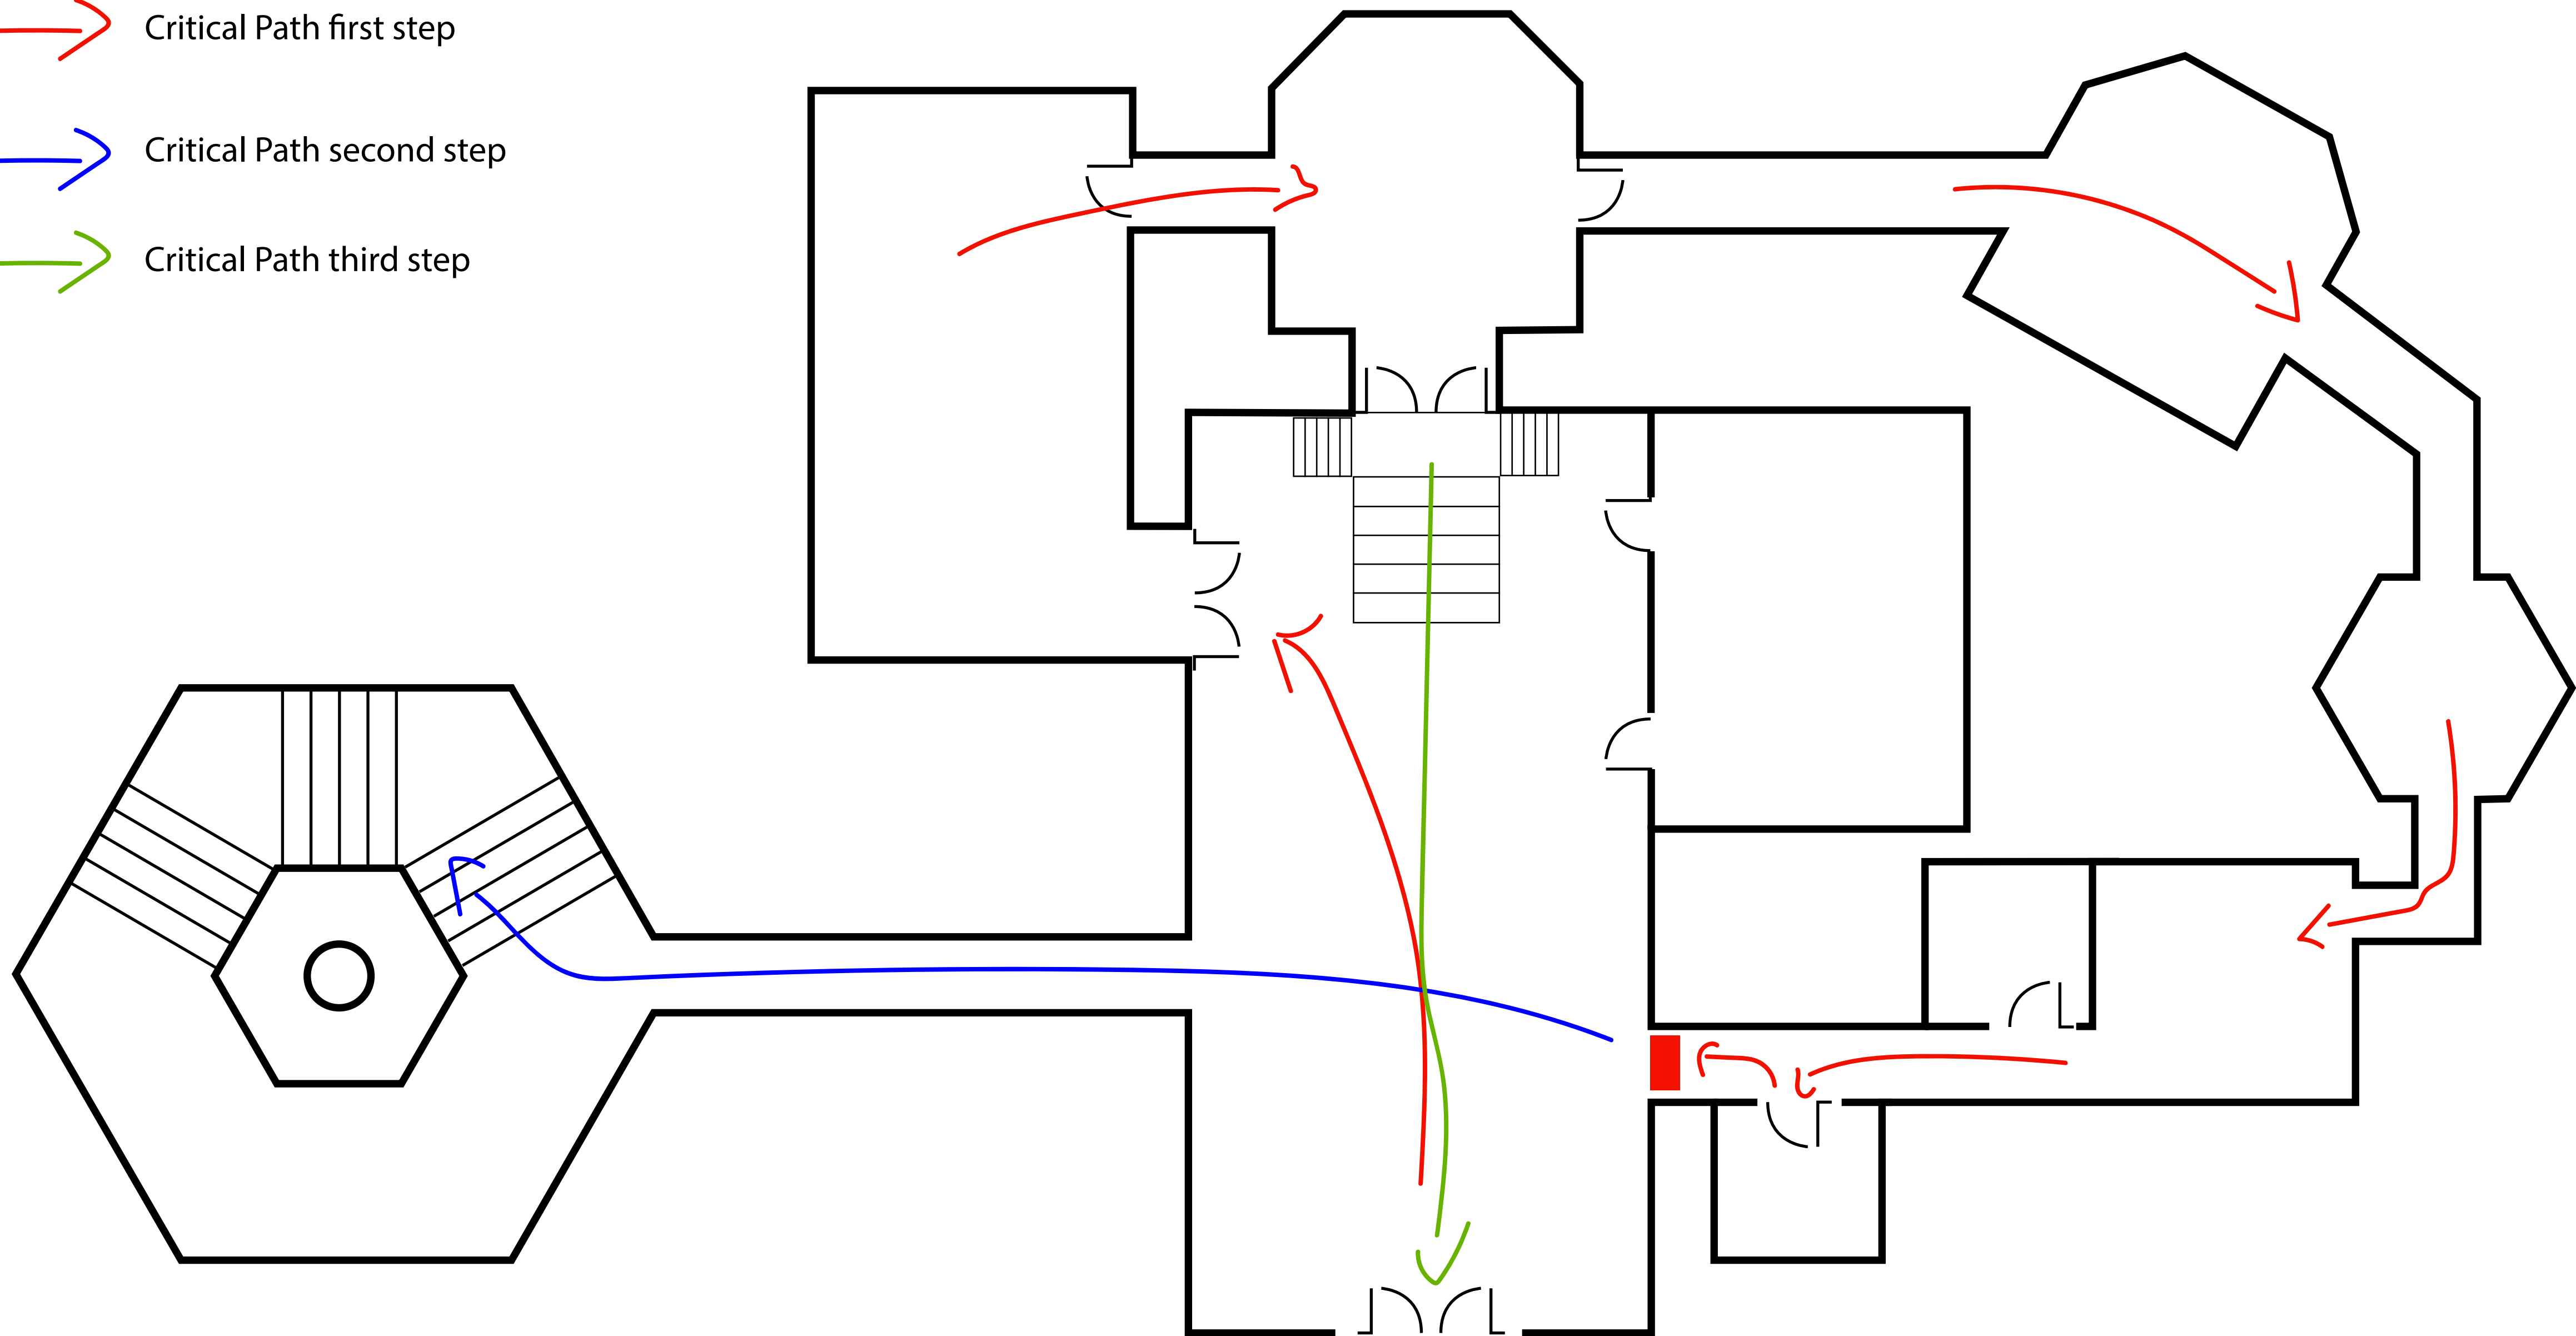 Critical Path first step
Critical Path second step
Critical Path third step